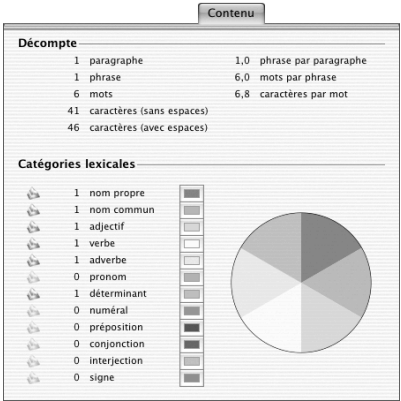 Contenu
Décompte
1 paragraphe 1,0 phrase par paragraphe
1 phrase 6,0 mots par phrase
6 mots 6,8 caractères par mot
41 caractères (sans espaces)
46 caractères (avec espaces)
Catégories lexicales
1 nom propre
1 nom commun
1 adjectif
1 verbe
1 adverbe
0 pronom
1 déterminant
0 numéral
0 préposition
0 conjonction
0 interjection
0 signe